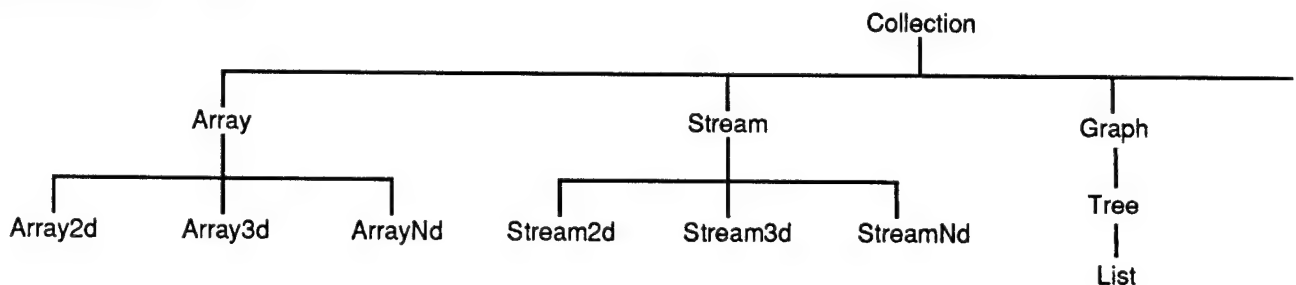 Collection
Array Stream Graph
Tree
Array2d Array3d ArrayNd Stream2d Stream3d StreamNd
List